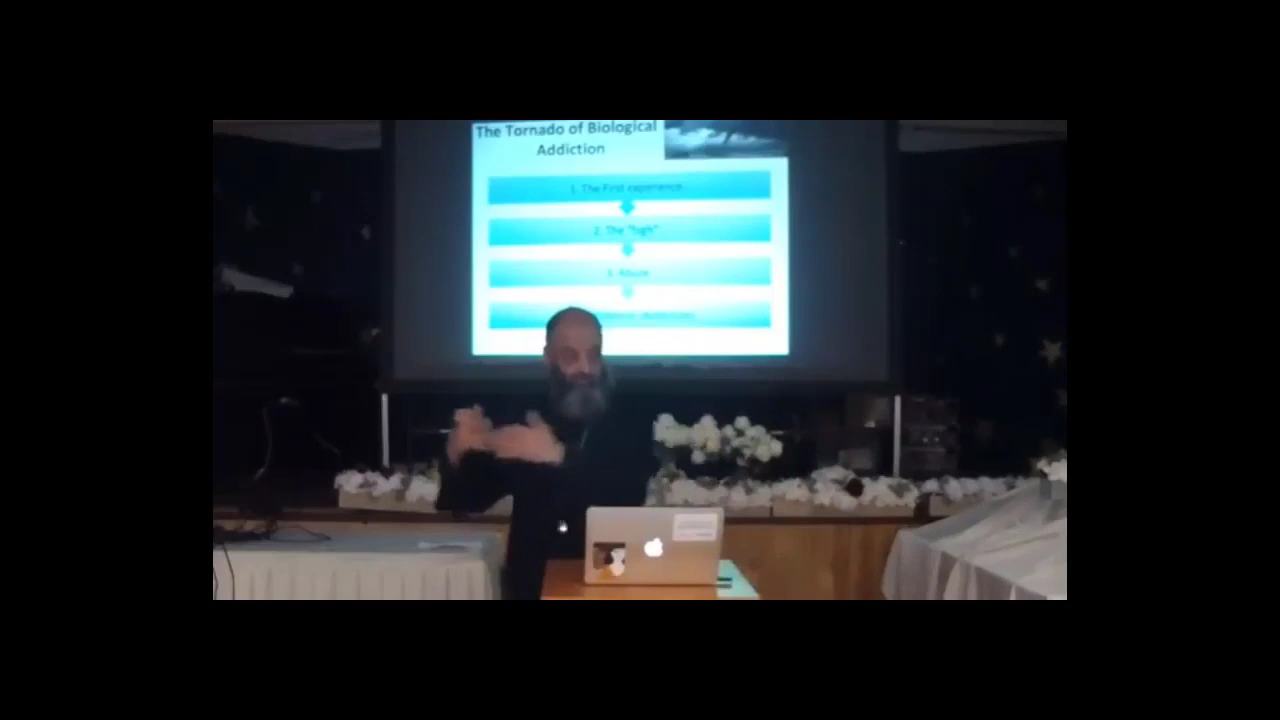 The Tornado of Biological
Addiction
1. The First experience
2. The "high"
3. Abuse